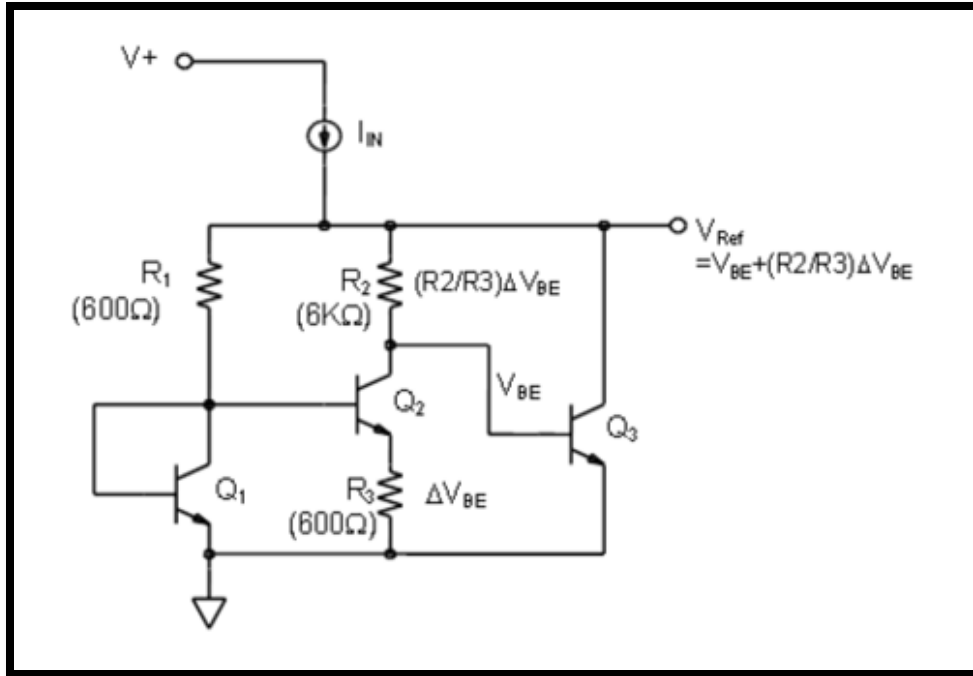 V+
I_IN
V_Ref
=V_BE+(R2/R3)ΔV_BE
R_1
(600Ω)
R_2
(6KΩ)
(R2/R3)ΔV_BE
V_BE
Q_2
Q_3
Q_1
R_3
(600Ω)
ΔV_BE